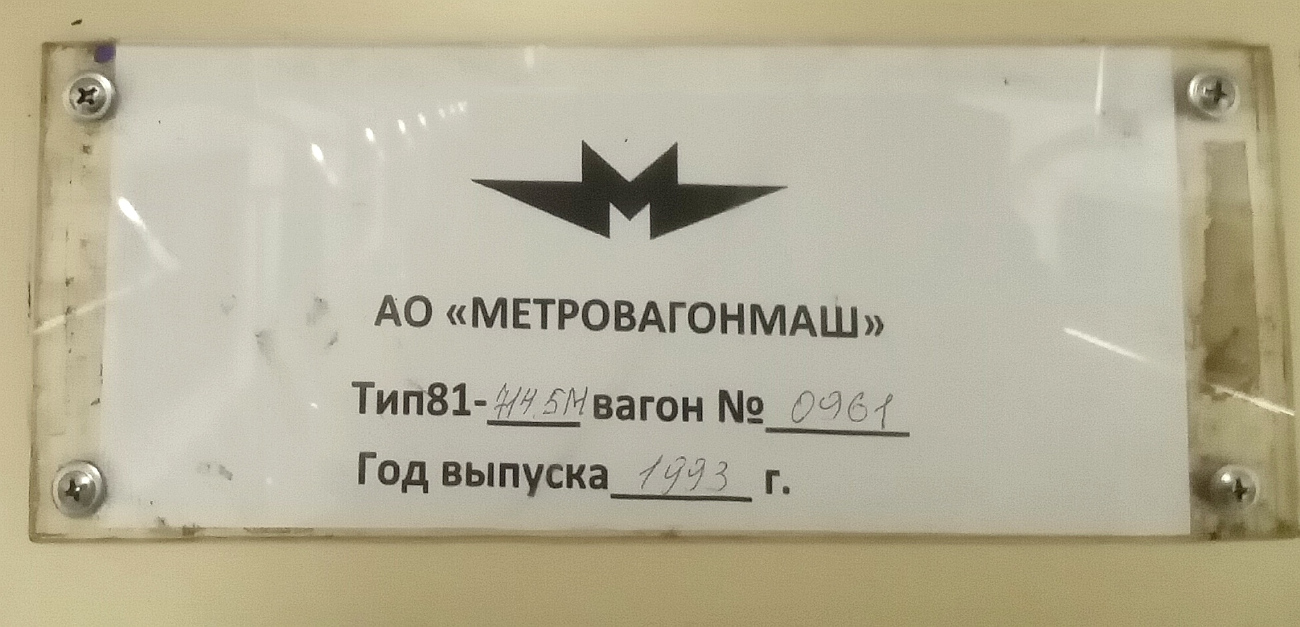 АО «МЕТРОВАГОНМАШ»
Тип81-714.5М вагон № 0961
Год выпуска 1993 г.